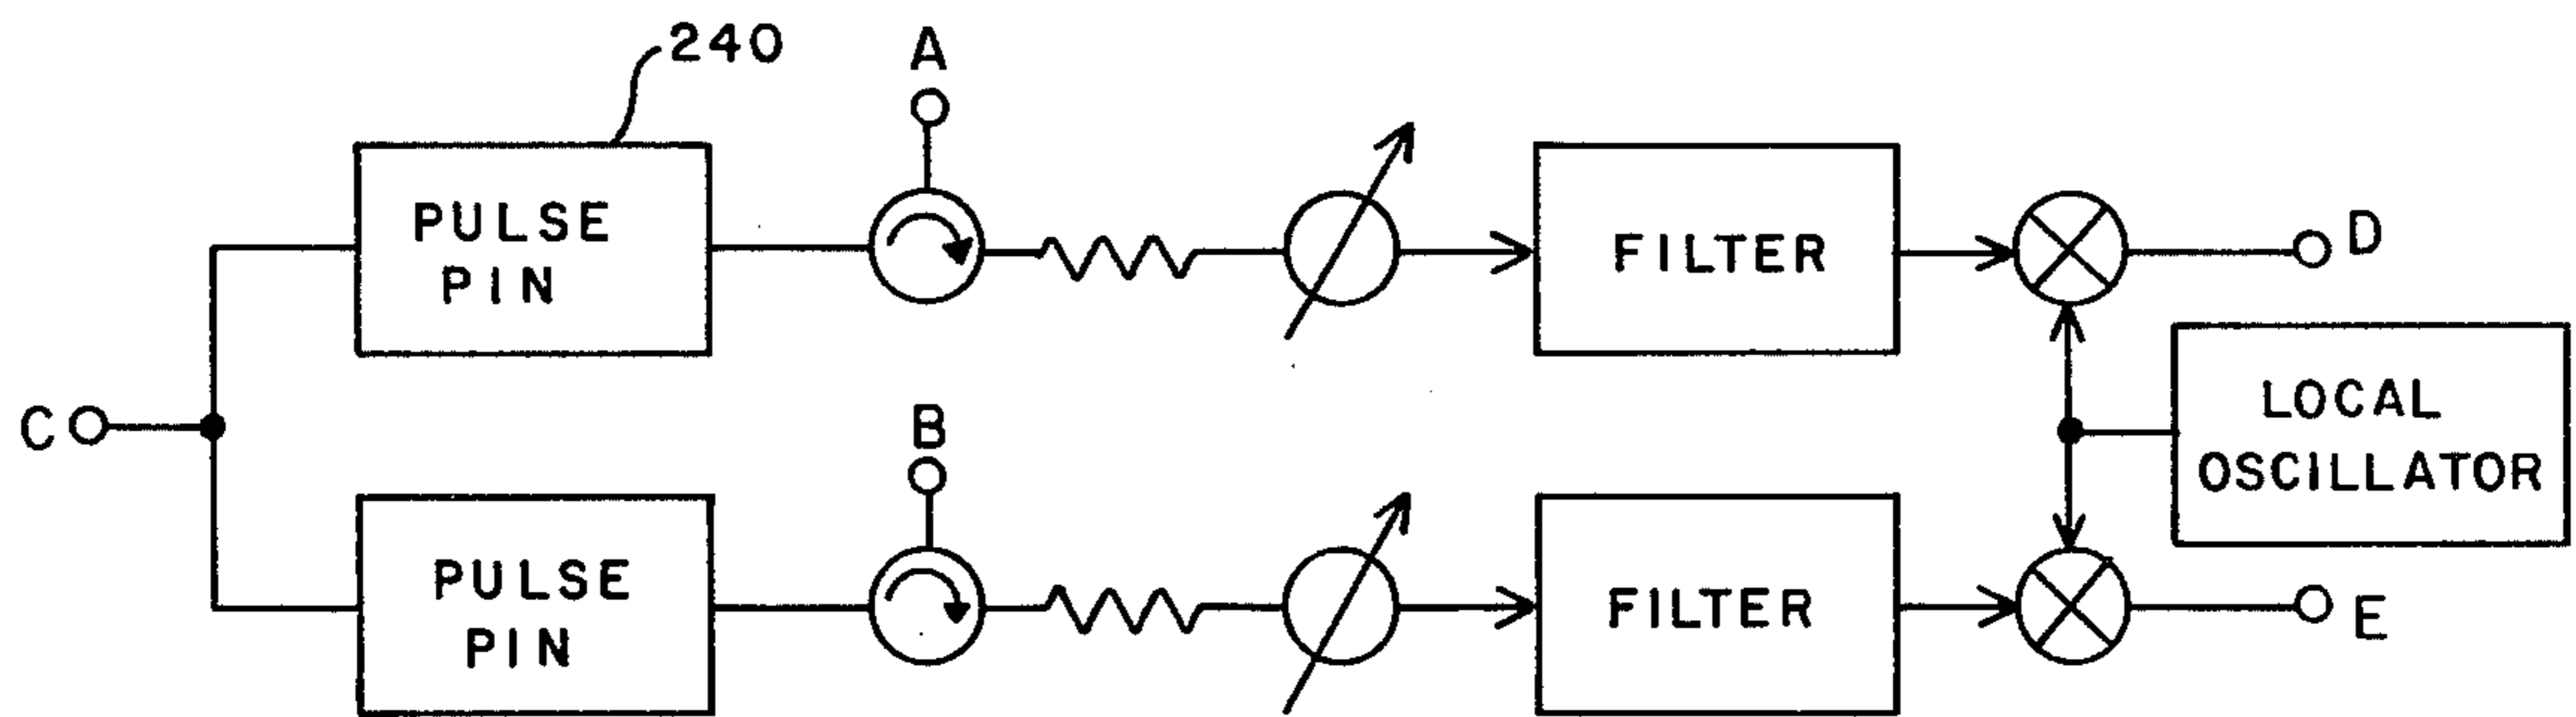 240
A
PULSE
PIN
FILTER
D
C
B
LOCAL
OSCILLATOR
PULSE
PIN
FILTER
E